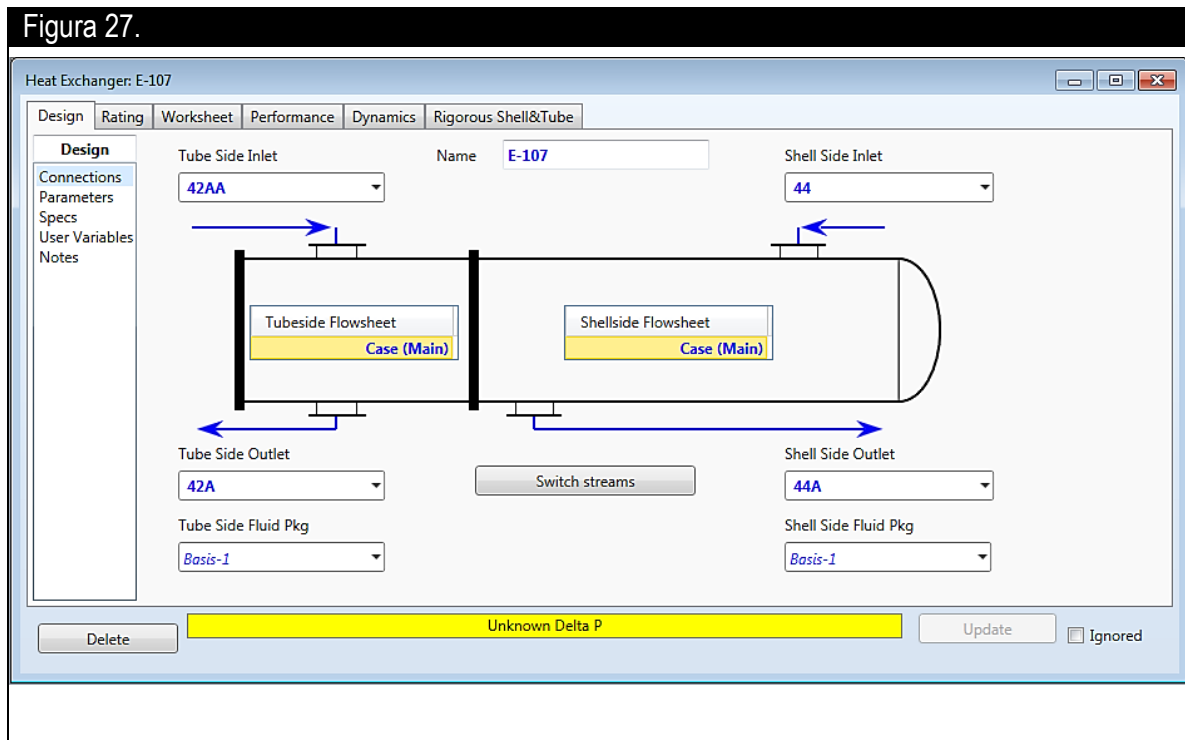 Figura 27.
Heat Exchanger: E-107
Design Rating Worksheet Performance Dynamics Rigorous Shell&Tube
Design
Connections
Parameters
Specs
User Variables
Notes
Tube Side Inlet
42AA
Name E-107
Shell Side Inlet
44
Tubeside Flowsheet
Case (Main)
Shellside Flowsheet
Case (Main)
Tube Side Outlet
42A
Switch streams
Shell Side Outlet
44A
Tube Side Fluid Pkg
Basis-1
Shell Side Fluid Pkg
Basis-1
Delete
Unknown Delta P
Update
Ignored